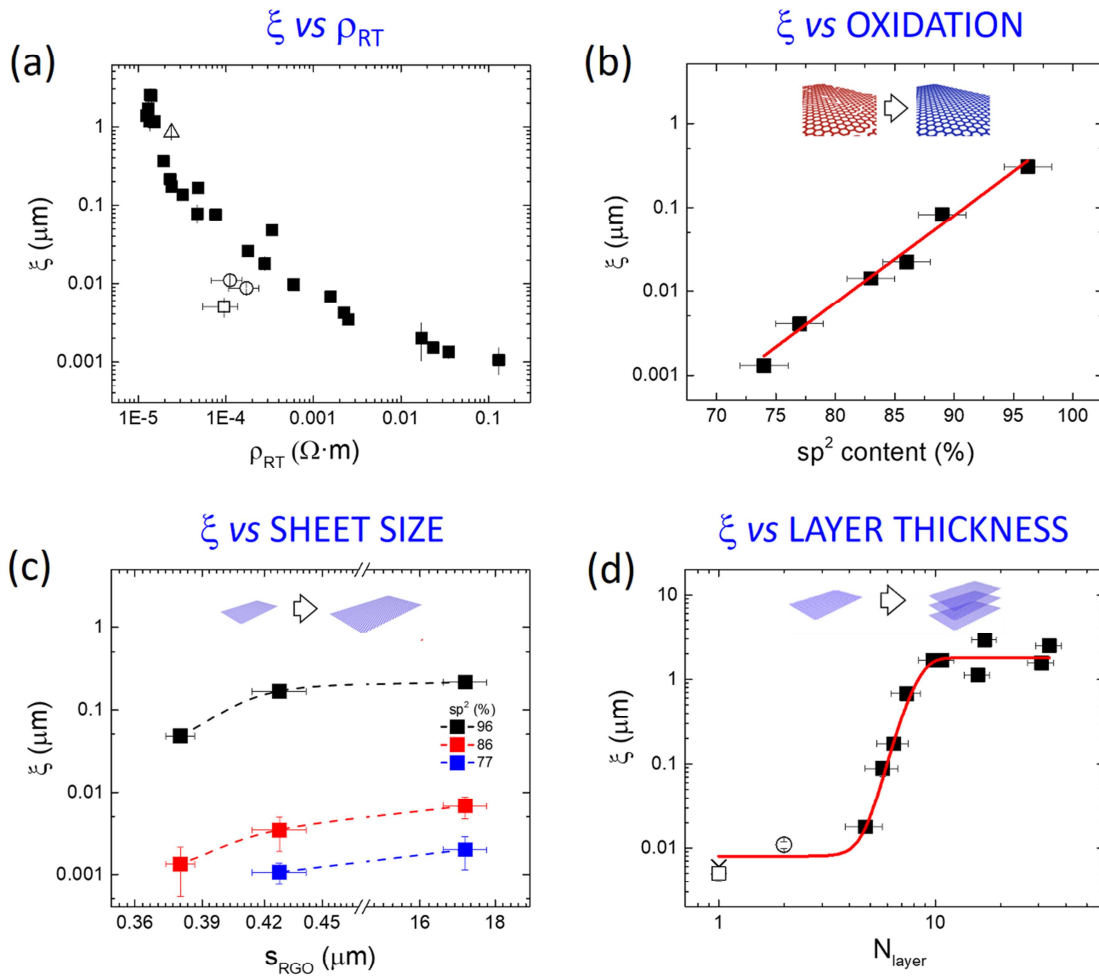 ξ vs ρRT
(a)
1
0.1
0.01
0.001
ξ (μm)
1E-5
1E-4
0.001
0.01
0.1
ρRT (Ω·m)
ξ vs OXIDATION
(b)
1
0.1
0.01
0.001
ξ (μm)
70
75
80
85
90
95
100
sp² content (%)
ξ vs SHEET SIZE
(c)
1
0.1
0.01
0.001
ξ (μm)
sp² (%)
96
86
77
0.36
0.39
0.42
0.45
16
18
sRGO (μm)
ξ vs LAYER THICKNESS
(d)
10
1
0.1
0.01
ξ (μm)
1
10
Nlayer